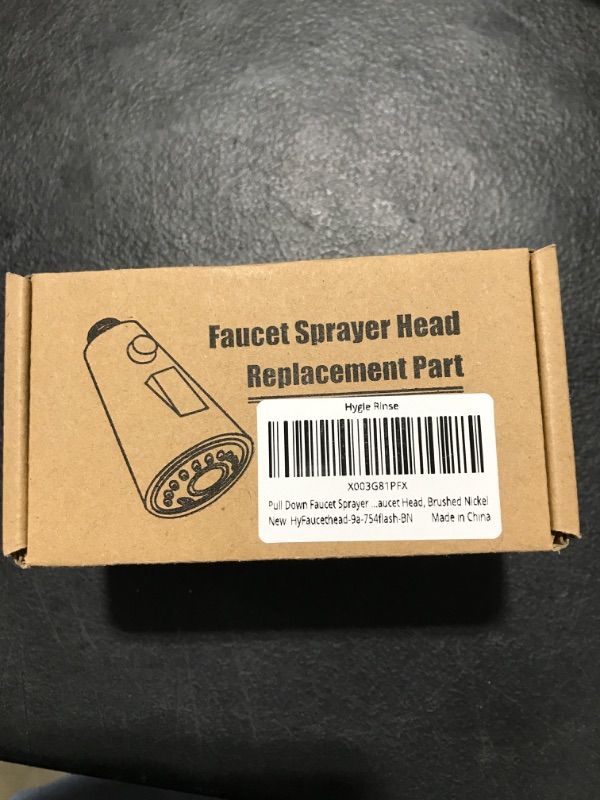 Faucet Sprayer Head
Replacement Part
Hygie Rinse
X003G81PFX
Pull Down Faucet Sprayer ...aucet Head, Brushed Nickel
New HyFaucethead-9a-754flash-BN Made in China